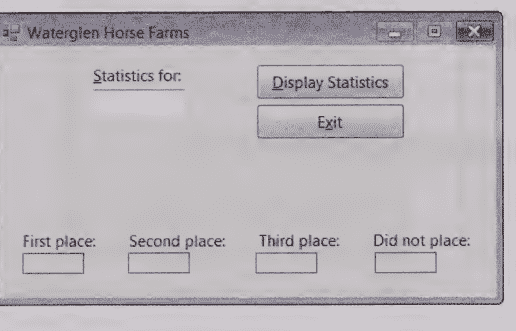 Waterglen Horse Farms
Statistics for:
Display Statistics
Exit
First place: Second place: Third place: Did not place: